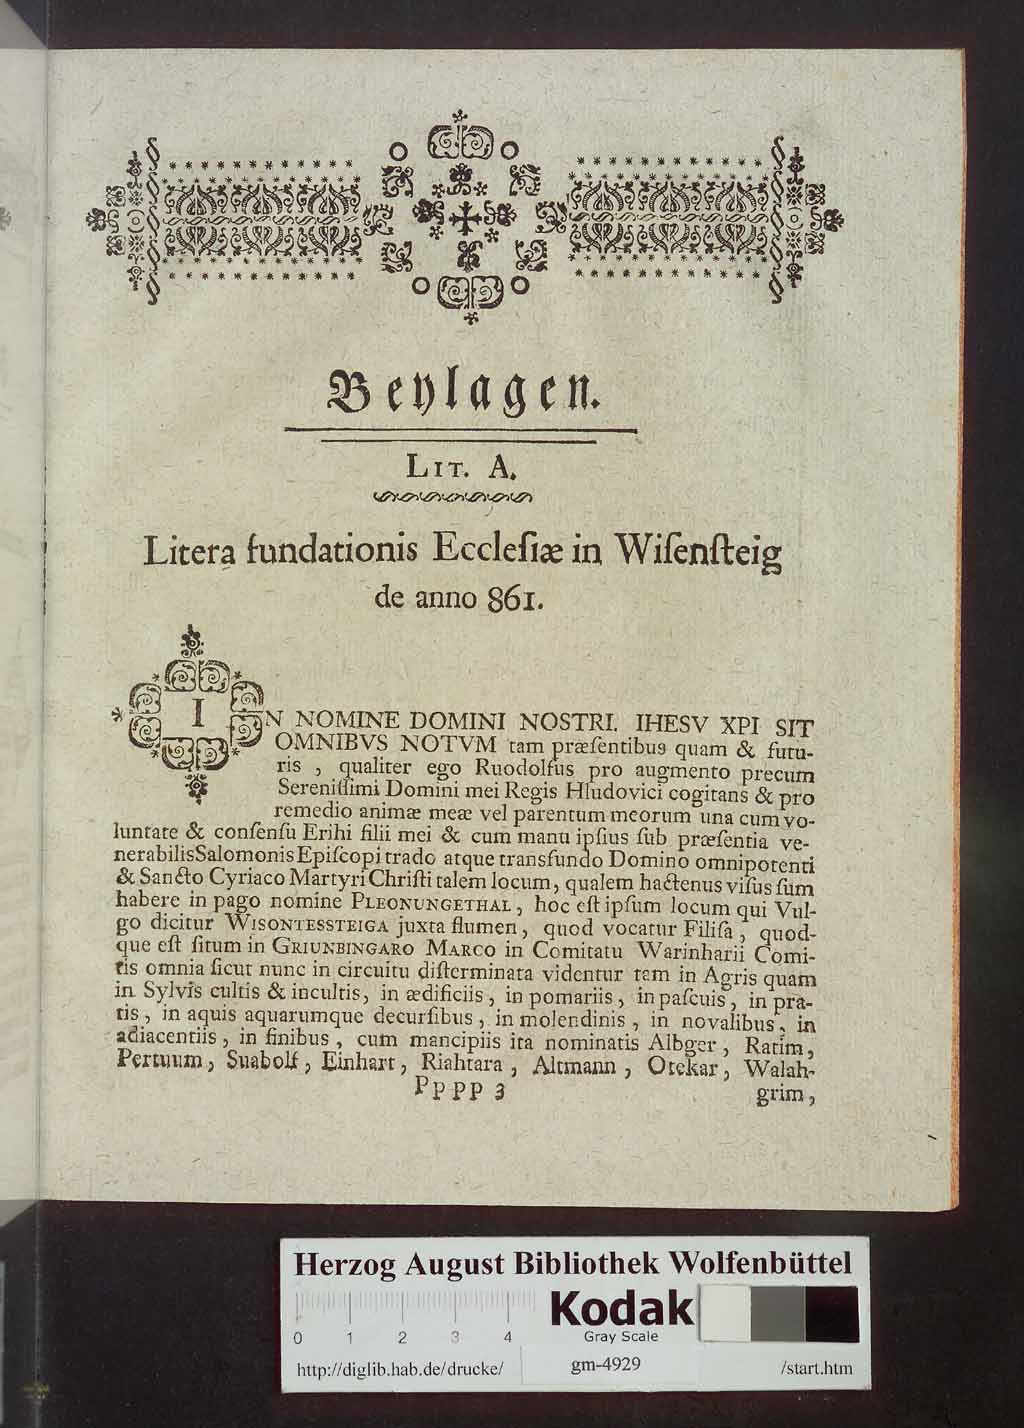 Beylagen.
LIT. A.
Litera fundationis Eccleſiæ in Wiſenſteig
de anno 861.
IN NOMINE DOMINI NOSTRI. IHESV XPI SIT
OMNIBVS NOTVM tam præſentibus quam & futu-
ris , qualiter ego Ruodolfus pro augmento precum
Sereniſſimi Domini mei Regis Hludovici cogitans & pro
remedio animæ meæ vel parentum meorum una cum vo-
luntate & conſenſu Erihi filii mei & cum manu ipſius ſub præſentia ve-
nerabilis Salomonis Epiſcopi trado atque transfundo Domino omnipotenti
& Sancto Cyriaco Martyri Chriſti talem locum, qualem hactenus viſus ſum
habere in pago nomine PLEONUNGETHAL, hoc eſt ipſum locum qui Vul-
go dicitur WISONTESSTEIGA juxta flumen, quod vocatur Filiſa, quod-
que eſt ſitum in GRIUNBINGARO MARCO in Comitatu Warinharii Comi-
tis omnia ſicut nunc in circuitu diſterminata videntur tam in Agris quam
in Sylvis cultis & incultis, in ædificiis, in pomariis, in paſcuis, in pra-
tis, in aquis aquarumque decurſibus, in molendinis, in novalibus, in
adiacentiis, in finibus, cum mancipiis ita nominatis Albger, Ratim,
Pertuum, Suabolf, Einhart, Riahtara, Altmann, Otekar, Walah-
Pp pp 3
grim,
Herzog August Bibliothek Wolfenbüttel
Kodak
Gray Scale
0 1 2 3 4
http://diglib.hab.de/drucke/
gm-4929
/start.htm